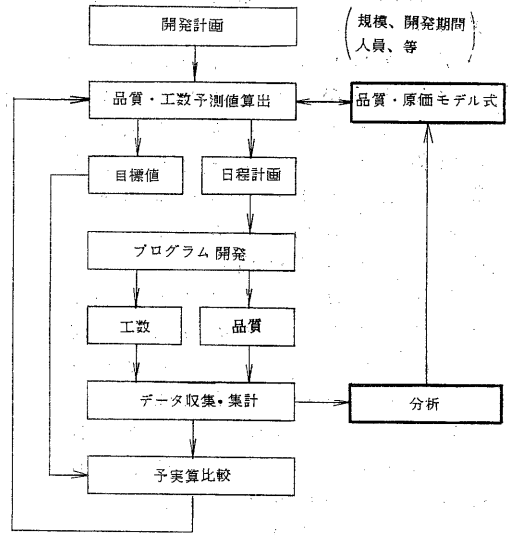 開発計画
(規模、開発期間
人員、等)
品質・工数予測値算出
品質・原価モデル式
目標値
日程計画
プログラム開発
工数
品質
データ収集・集計
分析
予実算比較